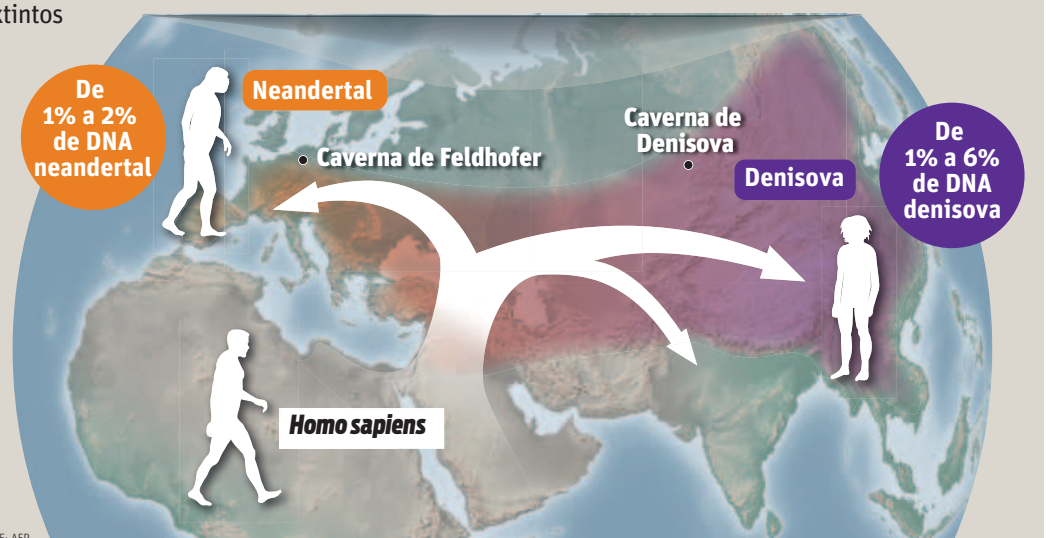 xtintos
De
1% a 2%
de DNA
neandertal
Neandertal
Caverna de Feldhofer
Caverna de
Denisova
Denisova
De
1% a 6%
de DNA
denisova
Homo sapiens